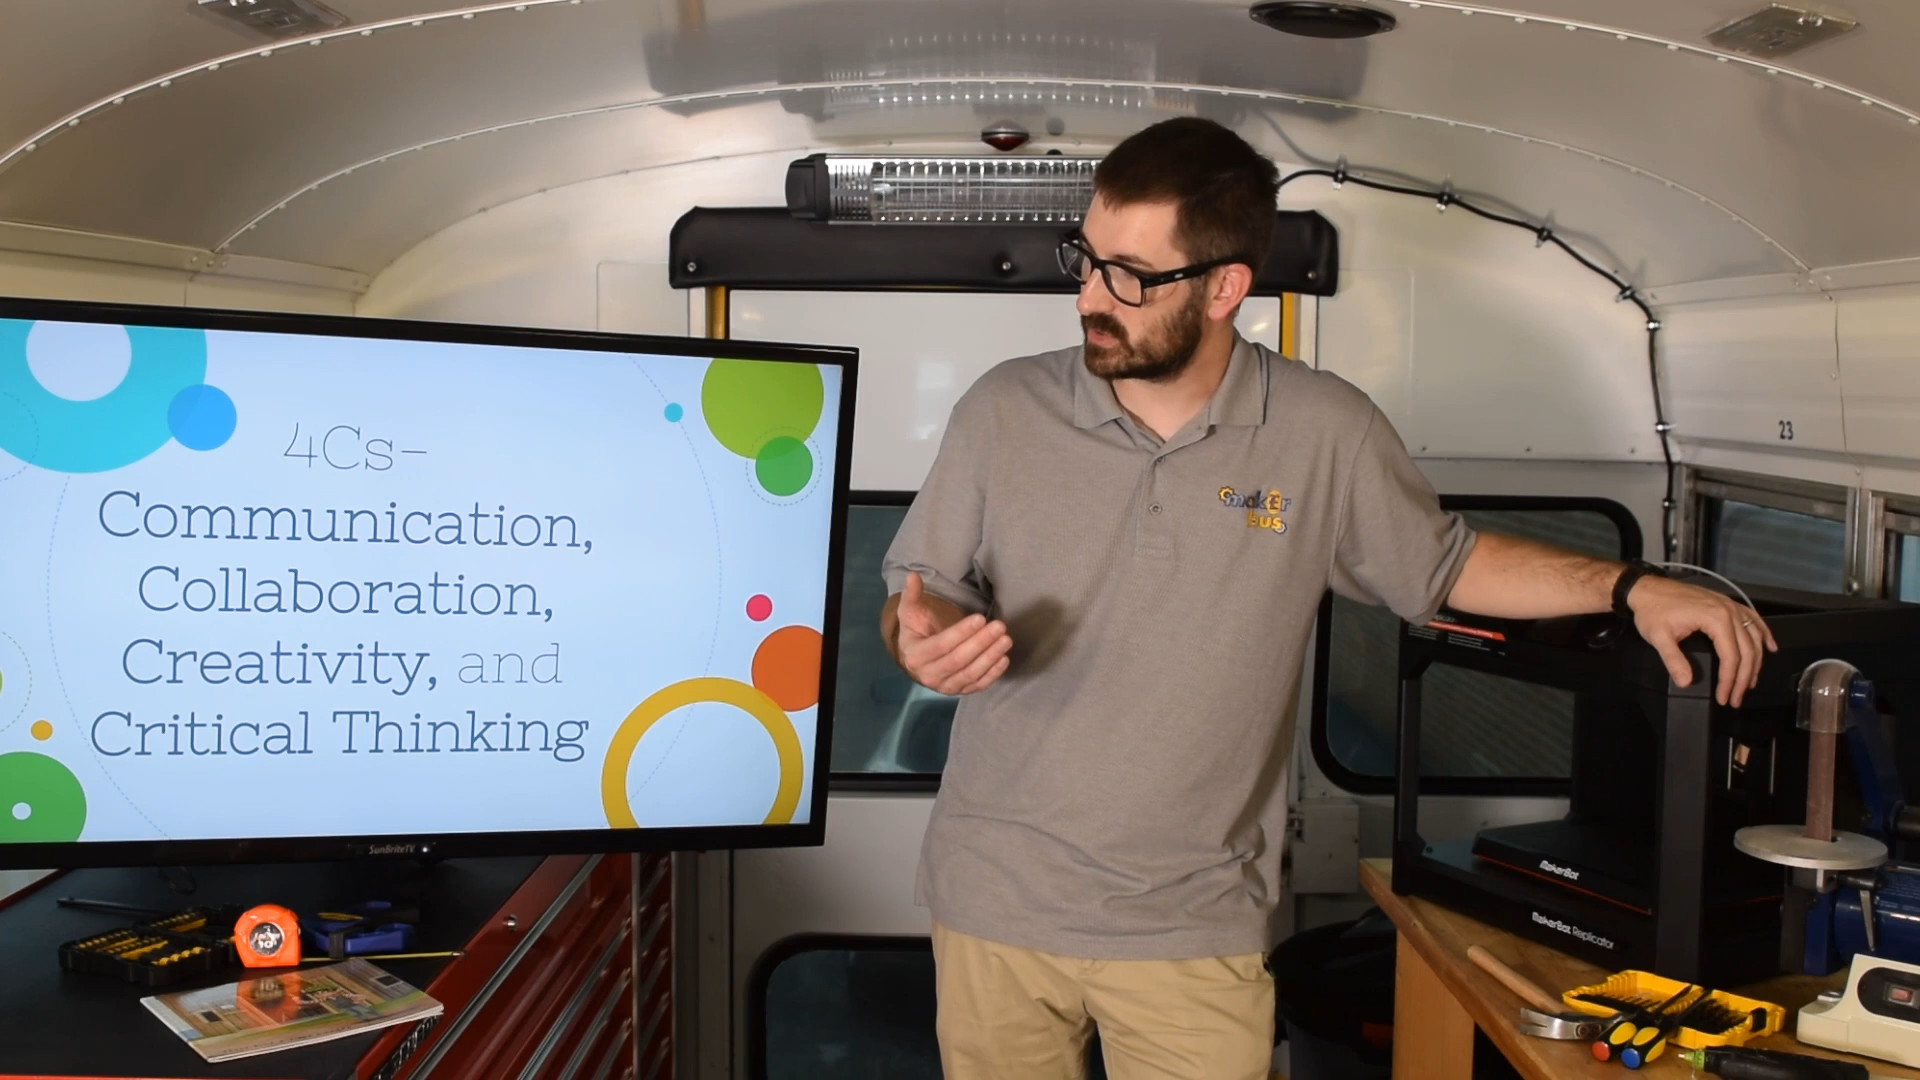 4Cs-
Communication,
Collaboration,
Creativity, and
Critical Thinking
SunBriteTV
maker
bus
23
MakerBot
MakerBot Replicator